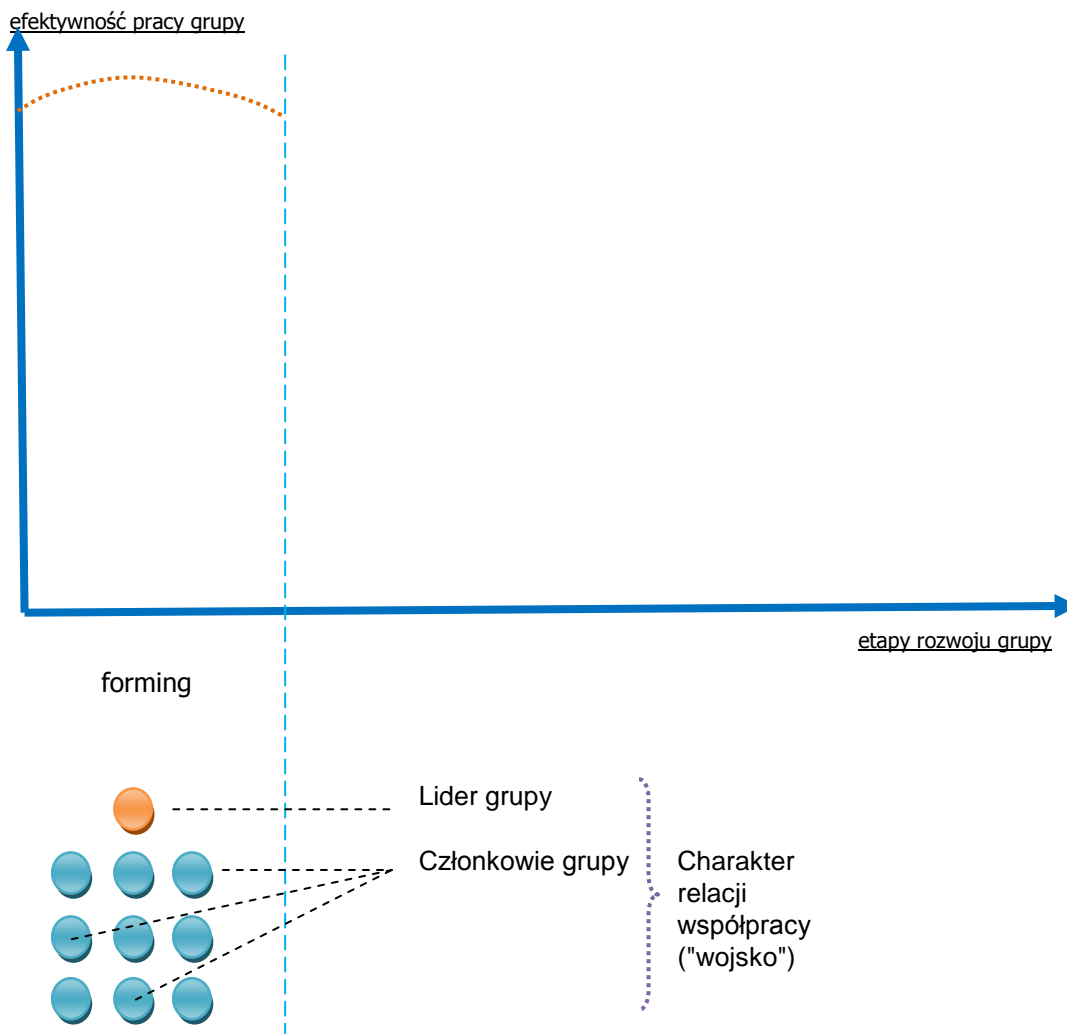 efektywność pracy grupy
etapy rozwoju grupy
forming
Lider grupy
Członkowie grupy
Charakter
relacji
współpracy
("wojsko")